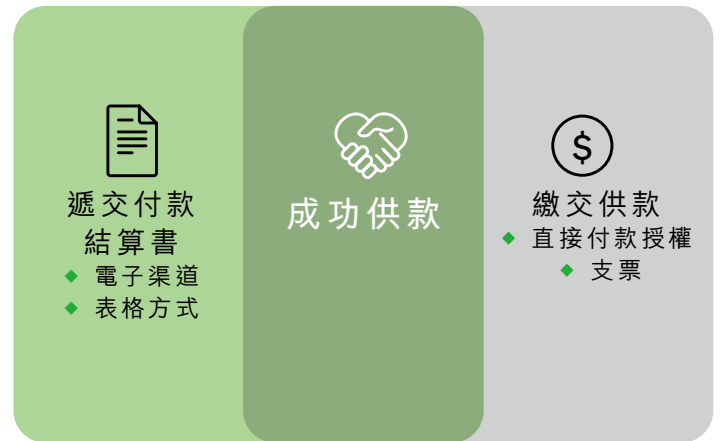 遞交付款
結算書
◆ 電子渠道
◆ 表格方式
成功供款
$
繳交供款
◆ 直接付款授權
◆ 支票